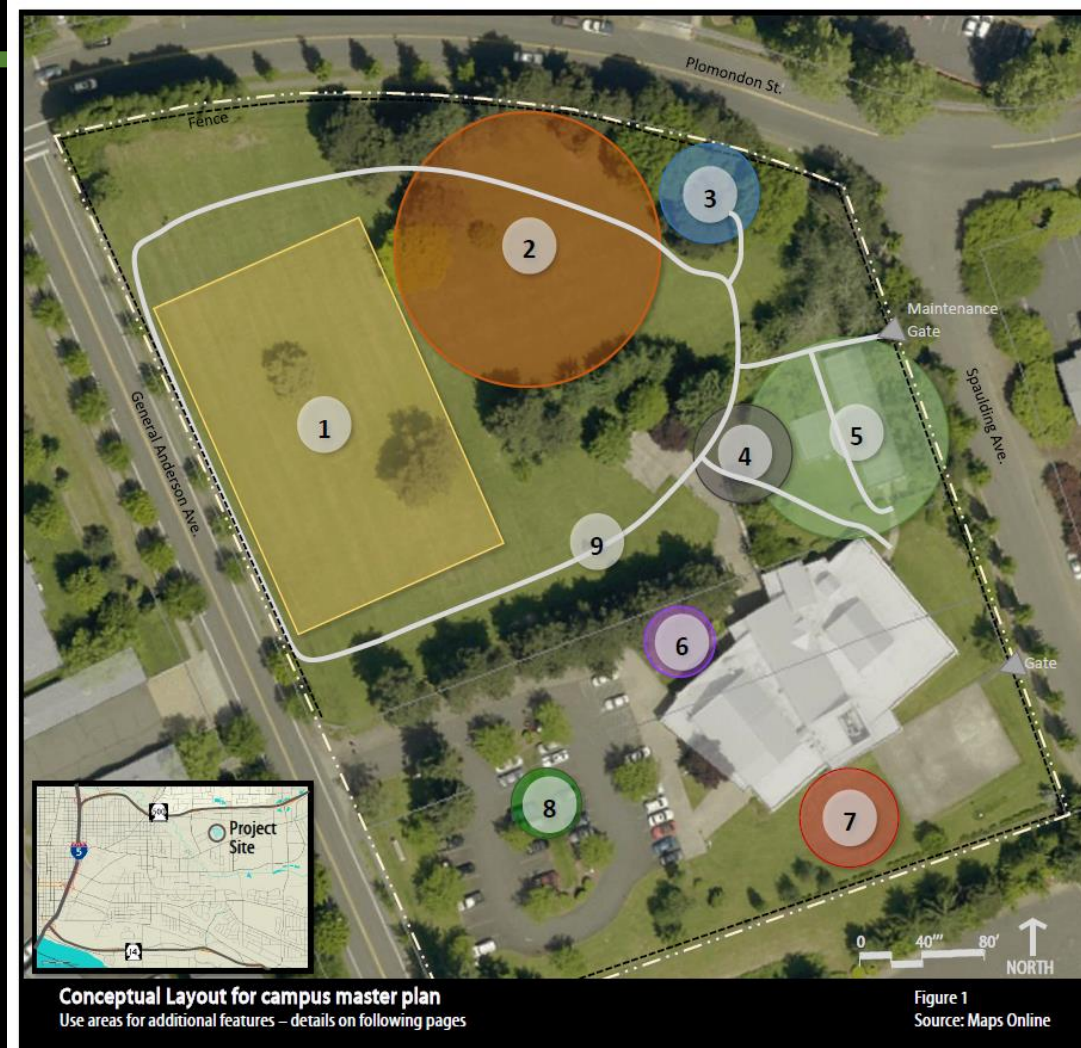 Plomondon St.
Fence
3
2
Maintenance
Gate
General Anderson Ave.
Spaulding Ave.
1
5
4
9
6
Gate
8
7
500
Project
Site
5
14
0
40'''
80'
NORTH
Conceptual Layout for campus master plan
Use areas for additional features – details on following pages
Figure 1
Source: Maps Online